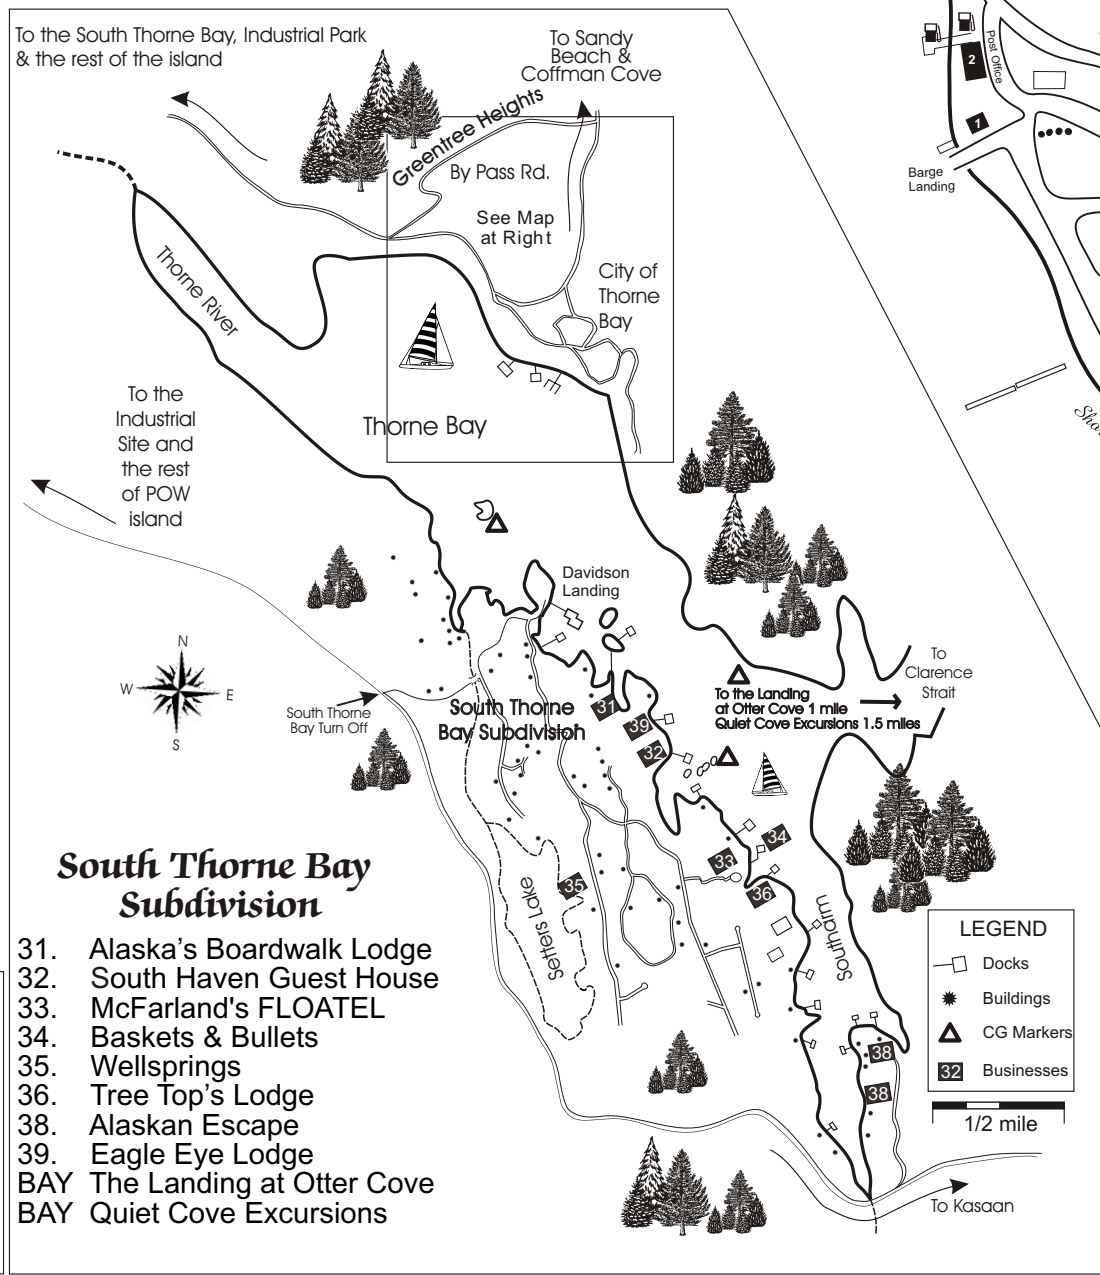 To the South Thorne Bay, Industrial Park
& the rest of the island
To Sandy
Beach &
Coffman Cove
Greentree Heights
By Pass Rd.
See Map
at Right
City of
Thorne
Bay
Thorne River
Thorne Bay
To the
Industrial
Site and
the rest
of POW
island
Post Office
2
1
Barge
Landing
Davidson
Landing
N
W
E
S
South Thorne
Bay Turn Off
South Thorne
Bay Subdivision
31
39
32
To
Clarence
Strait
To the Landing
at Otter Cove 1 mile
Quiet Cove Excursions 1.5 miles
33
34
35
36
Setters Lake
Southarm
38
38
To Kasaan
South Thorne Bay
Subdivision
31. Alaska's Boardwalk Lodge
32. South Haven Guest House
33. McFarland's FLOATEL
34. Baskets & Bullets
35. Wellsprings
36. Tree Top's Lodge
38. Alaskan Escape
39. Eagle Eye Lodge
BAY The Landing at Otter Cove
BAY Quiet Cove Excursions
LEGEND
Docks
Buildings
CG Markers
32 Businesses
1/2 mile